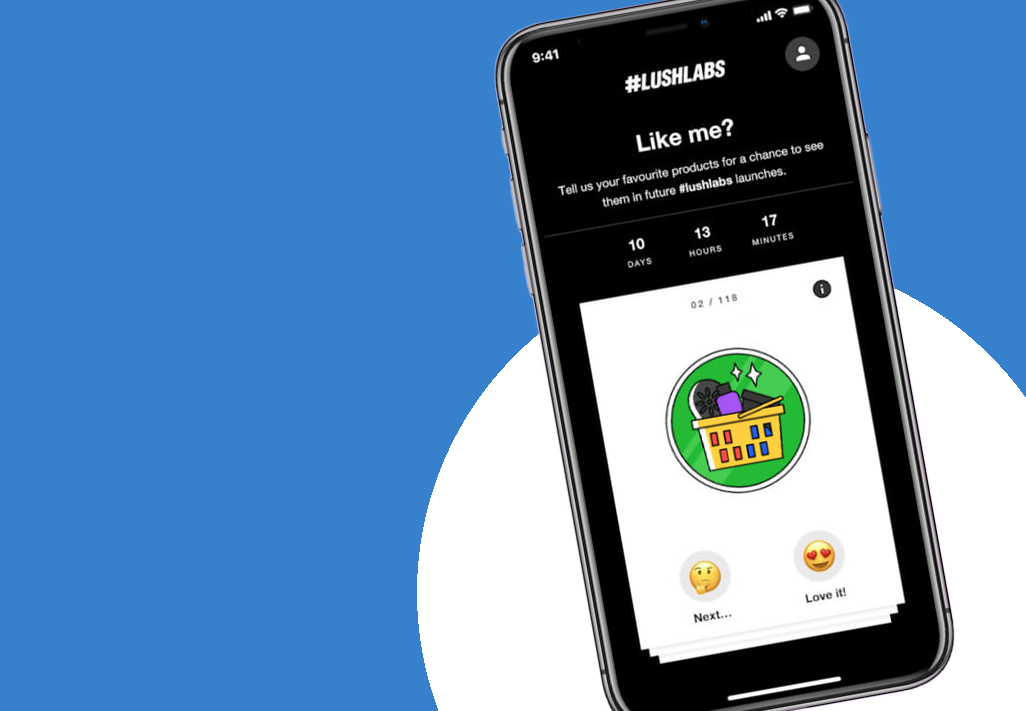 9:41
#LUSHLABS
Like me?
Tell us your favourite products for a chance to see
them in future #lushlabs launches.
10 13 17
DAYS HOURS MINUTES
02 / 118
Next...
Love it!